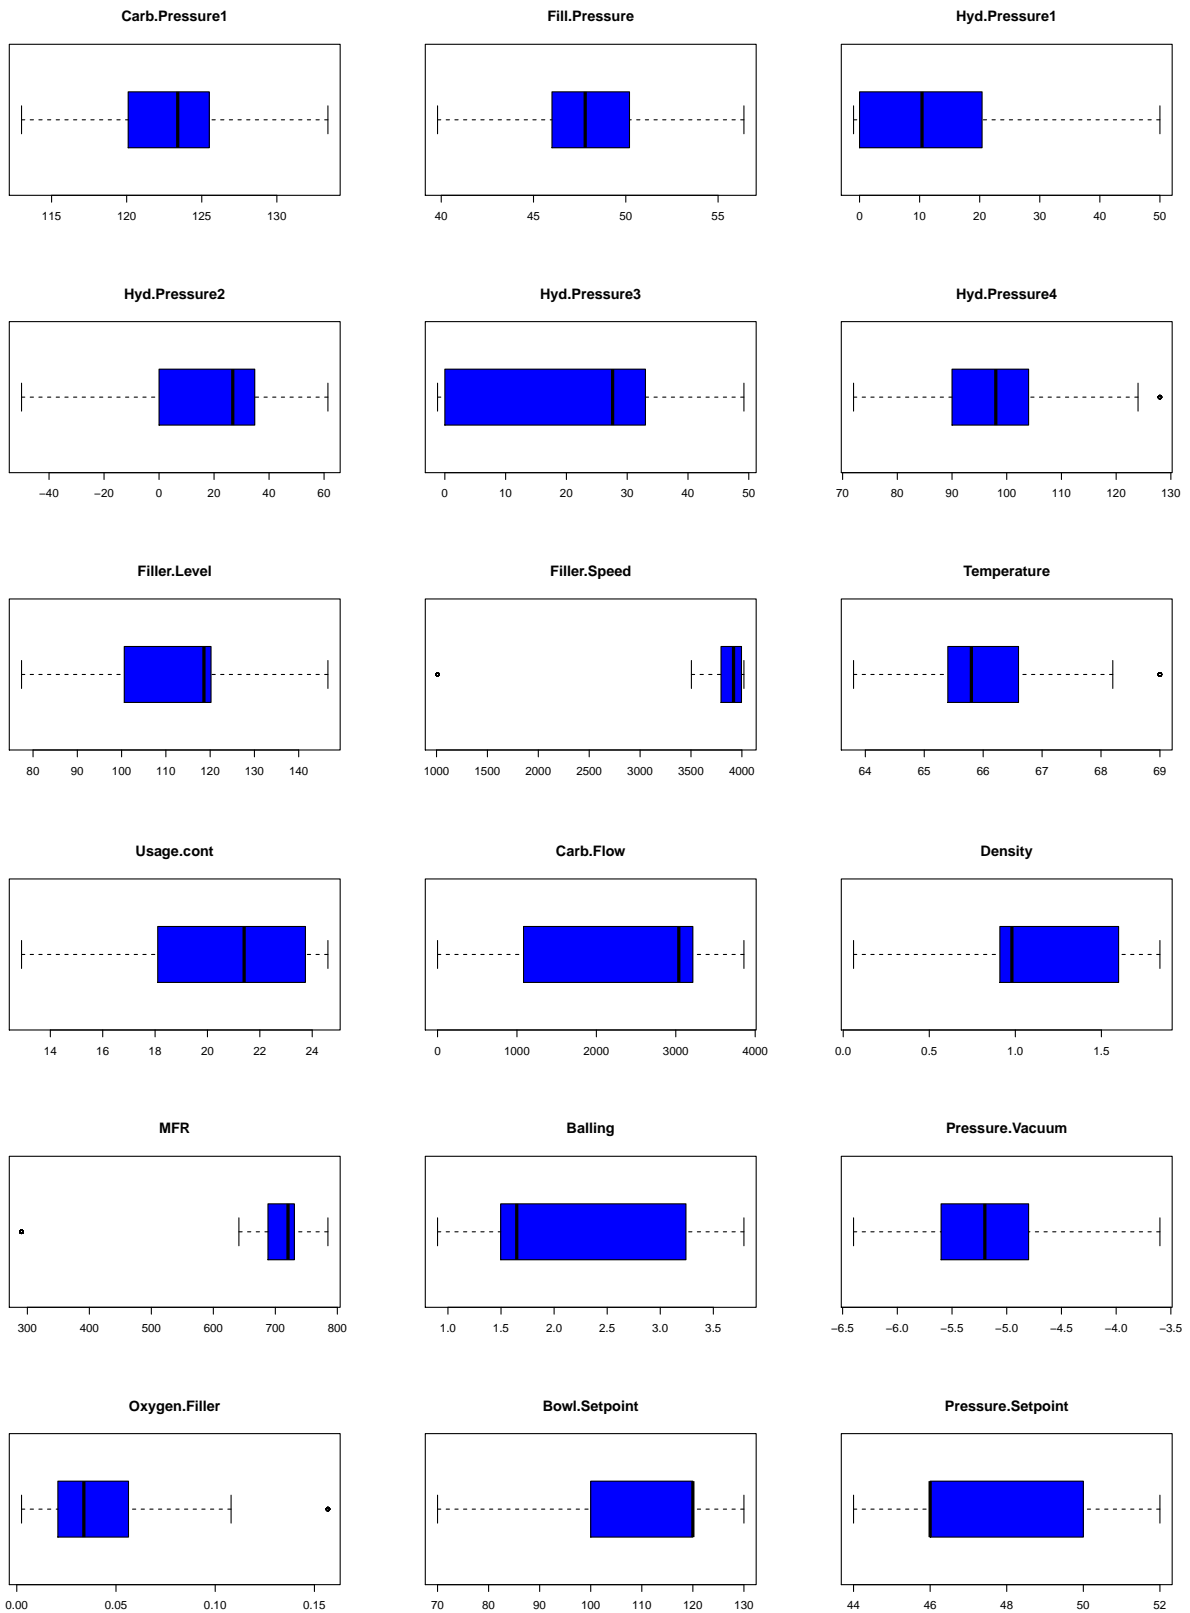 Carb.Pressure1 Fill.Pressure Hyd.Pressure1
115 120 125 130 40 45 50 55 0 10 20 30 40 50
Hyd.Pressure2 Hyd.Pressure3 Hyd.Pressure4
−40 −20 0 20 40 60 0 10 20 30 40 50 70 80 90 100 110 120 130
Filler.Level Filler.Speed Temperature
80 90 100 110 120 130 140 1000 1500 2000 2500 3000 3500 4000 64 65 66 67 68 69
Usage.cont Carb.Flow Density
14 16 18 20 22 24 0 1000 2000 3000 4000 0.0 0.5 1.0 1.5
MFR Balling Pressure.Vacuum
300 400 500 600 700 800 1.0 1.5 2.0 2.5 3.0 3.5 −6.5 −6.0 −5.5 −5.0 −4.5 −4.0 −3.5
Oxygen.Filler Bowl.Setpoint Pressure.Setpoint
0.00 0.05 0.10 0.15 70 80 90 100 110 120 130 44 46 48 50 52